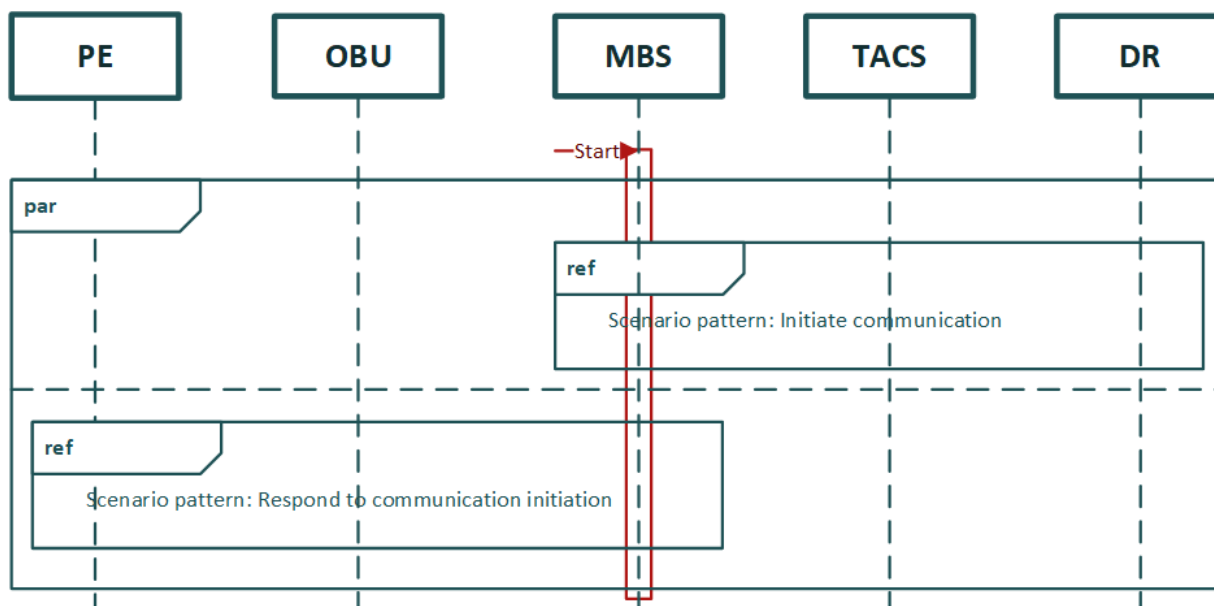 PE
OBU
MBS
TACS
DR
Start
par
ref
Scenario pattern: Initiate communication
ref
Scenario pattern: Respond to communication initiation